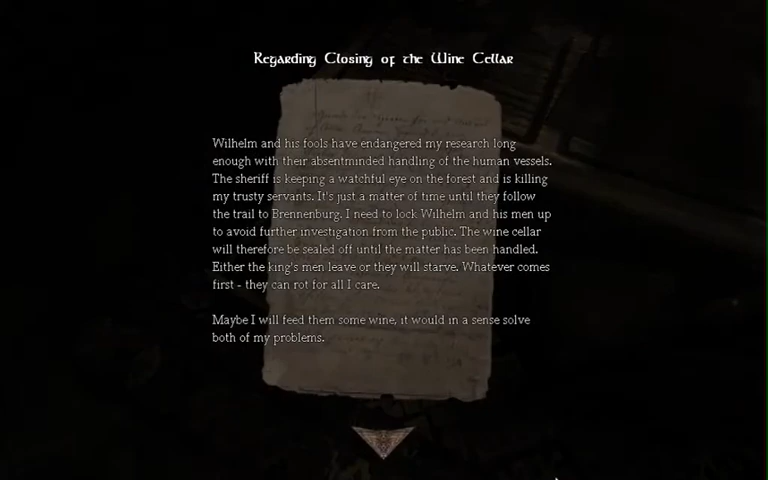 Regarding Closing of the Wine Cellar
Wilhelm and his fools have endangered my research long
enough with their absentminded handling of the human vessels.
The sheriff is keeping a watchful eye on the forest and is killing
my trusty servants. It's just a matter of time until they follow
the trail to Brennenburg. I need to lock Wilhelm and his men up
to avoid further investigation from the public. The wine cellar
will therefore be sealed off until the matter has been handled.
Either the king's men leave or they will starve. Whatever comes
first - they can rot for all I care.
Maybe I will feed them some wine, it would in a sense solve
both of my problems.